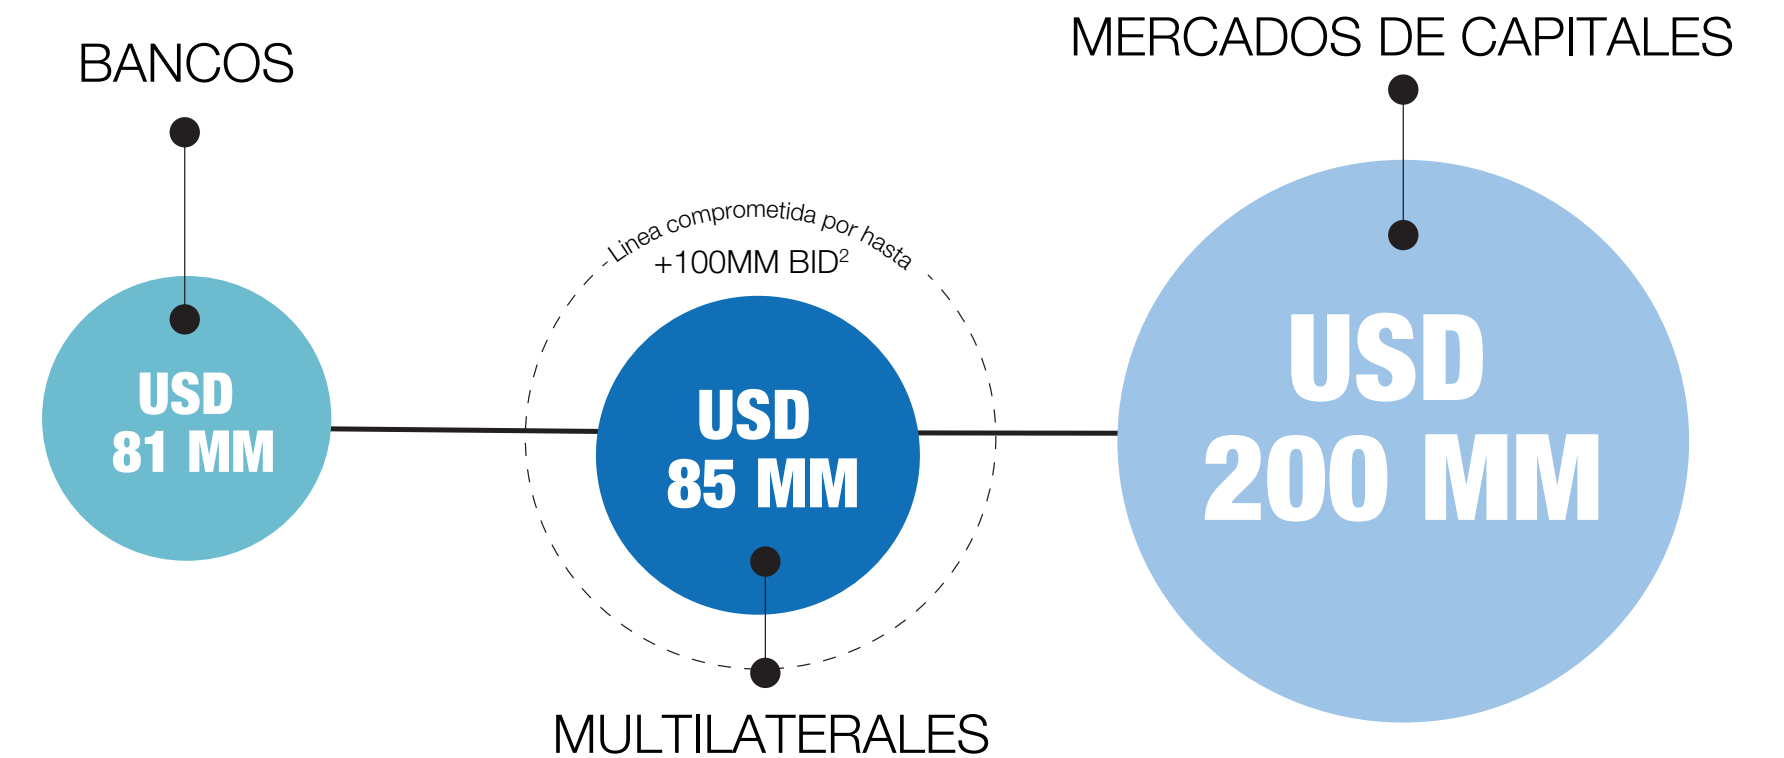 BANCOS
USD
81 MM
Linea comprometida por hasta
+100MM BID²
USD
85 MM
MULTILATERALES
MERCADOS DE CAPITALES
USD
200 MM